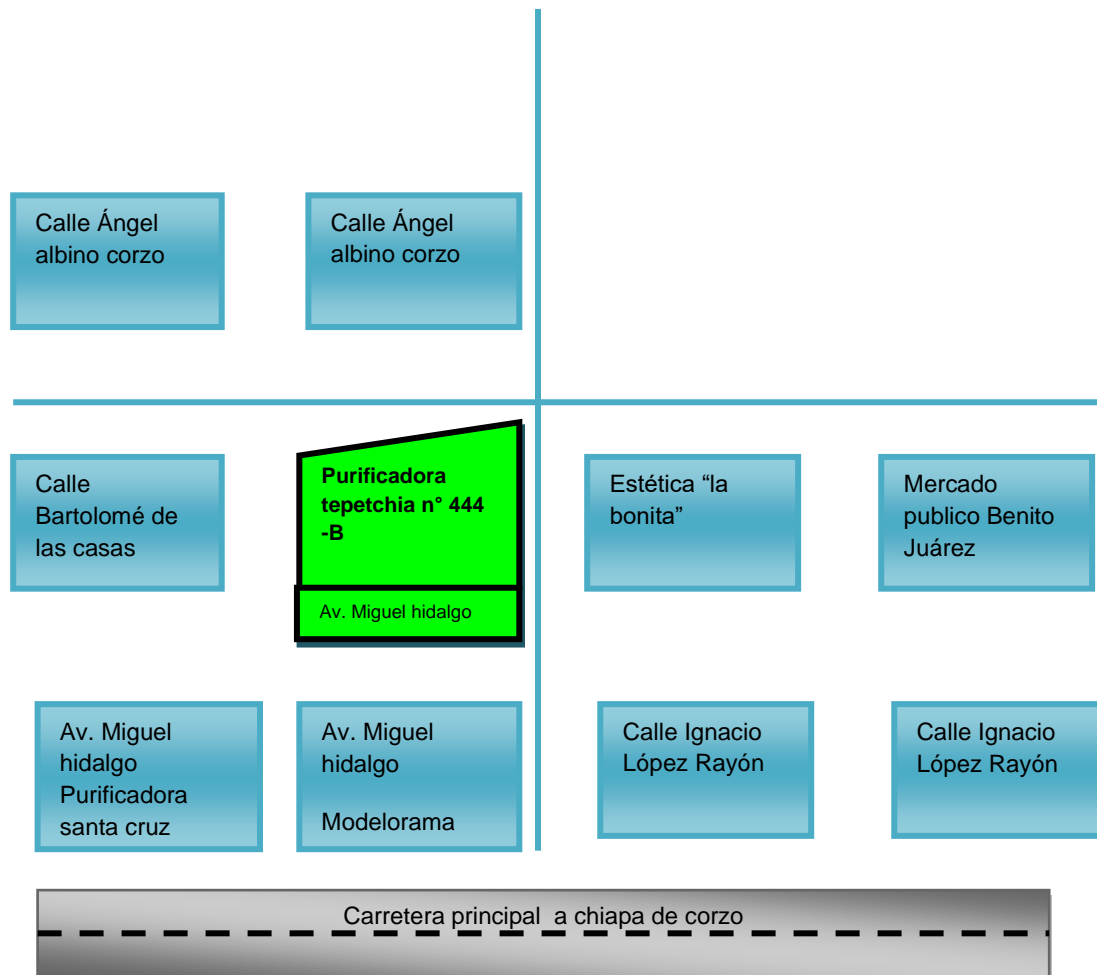 Calle Ángel
albino corzo
Calle Ángel
albino corzo
Calle
Bartolomé de
las casas
Purificadora
tepetchia n° 444
-B
Av. Miguel hidalgo
Estética “la
bonita”
Mercado
publico Benito
Juárez
Av. Miguel
hidalgo
Purificadora
santa cruz
Av. Miguel
hidalgo
Modelorama
Calle Ignacio
López Rayón
Calle Ignacio
López Rayón
Carretera principal  a chiapa de corzo